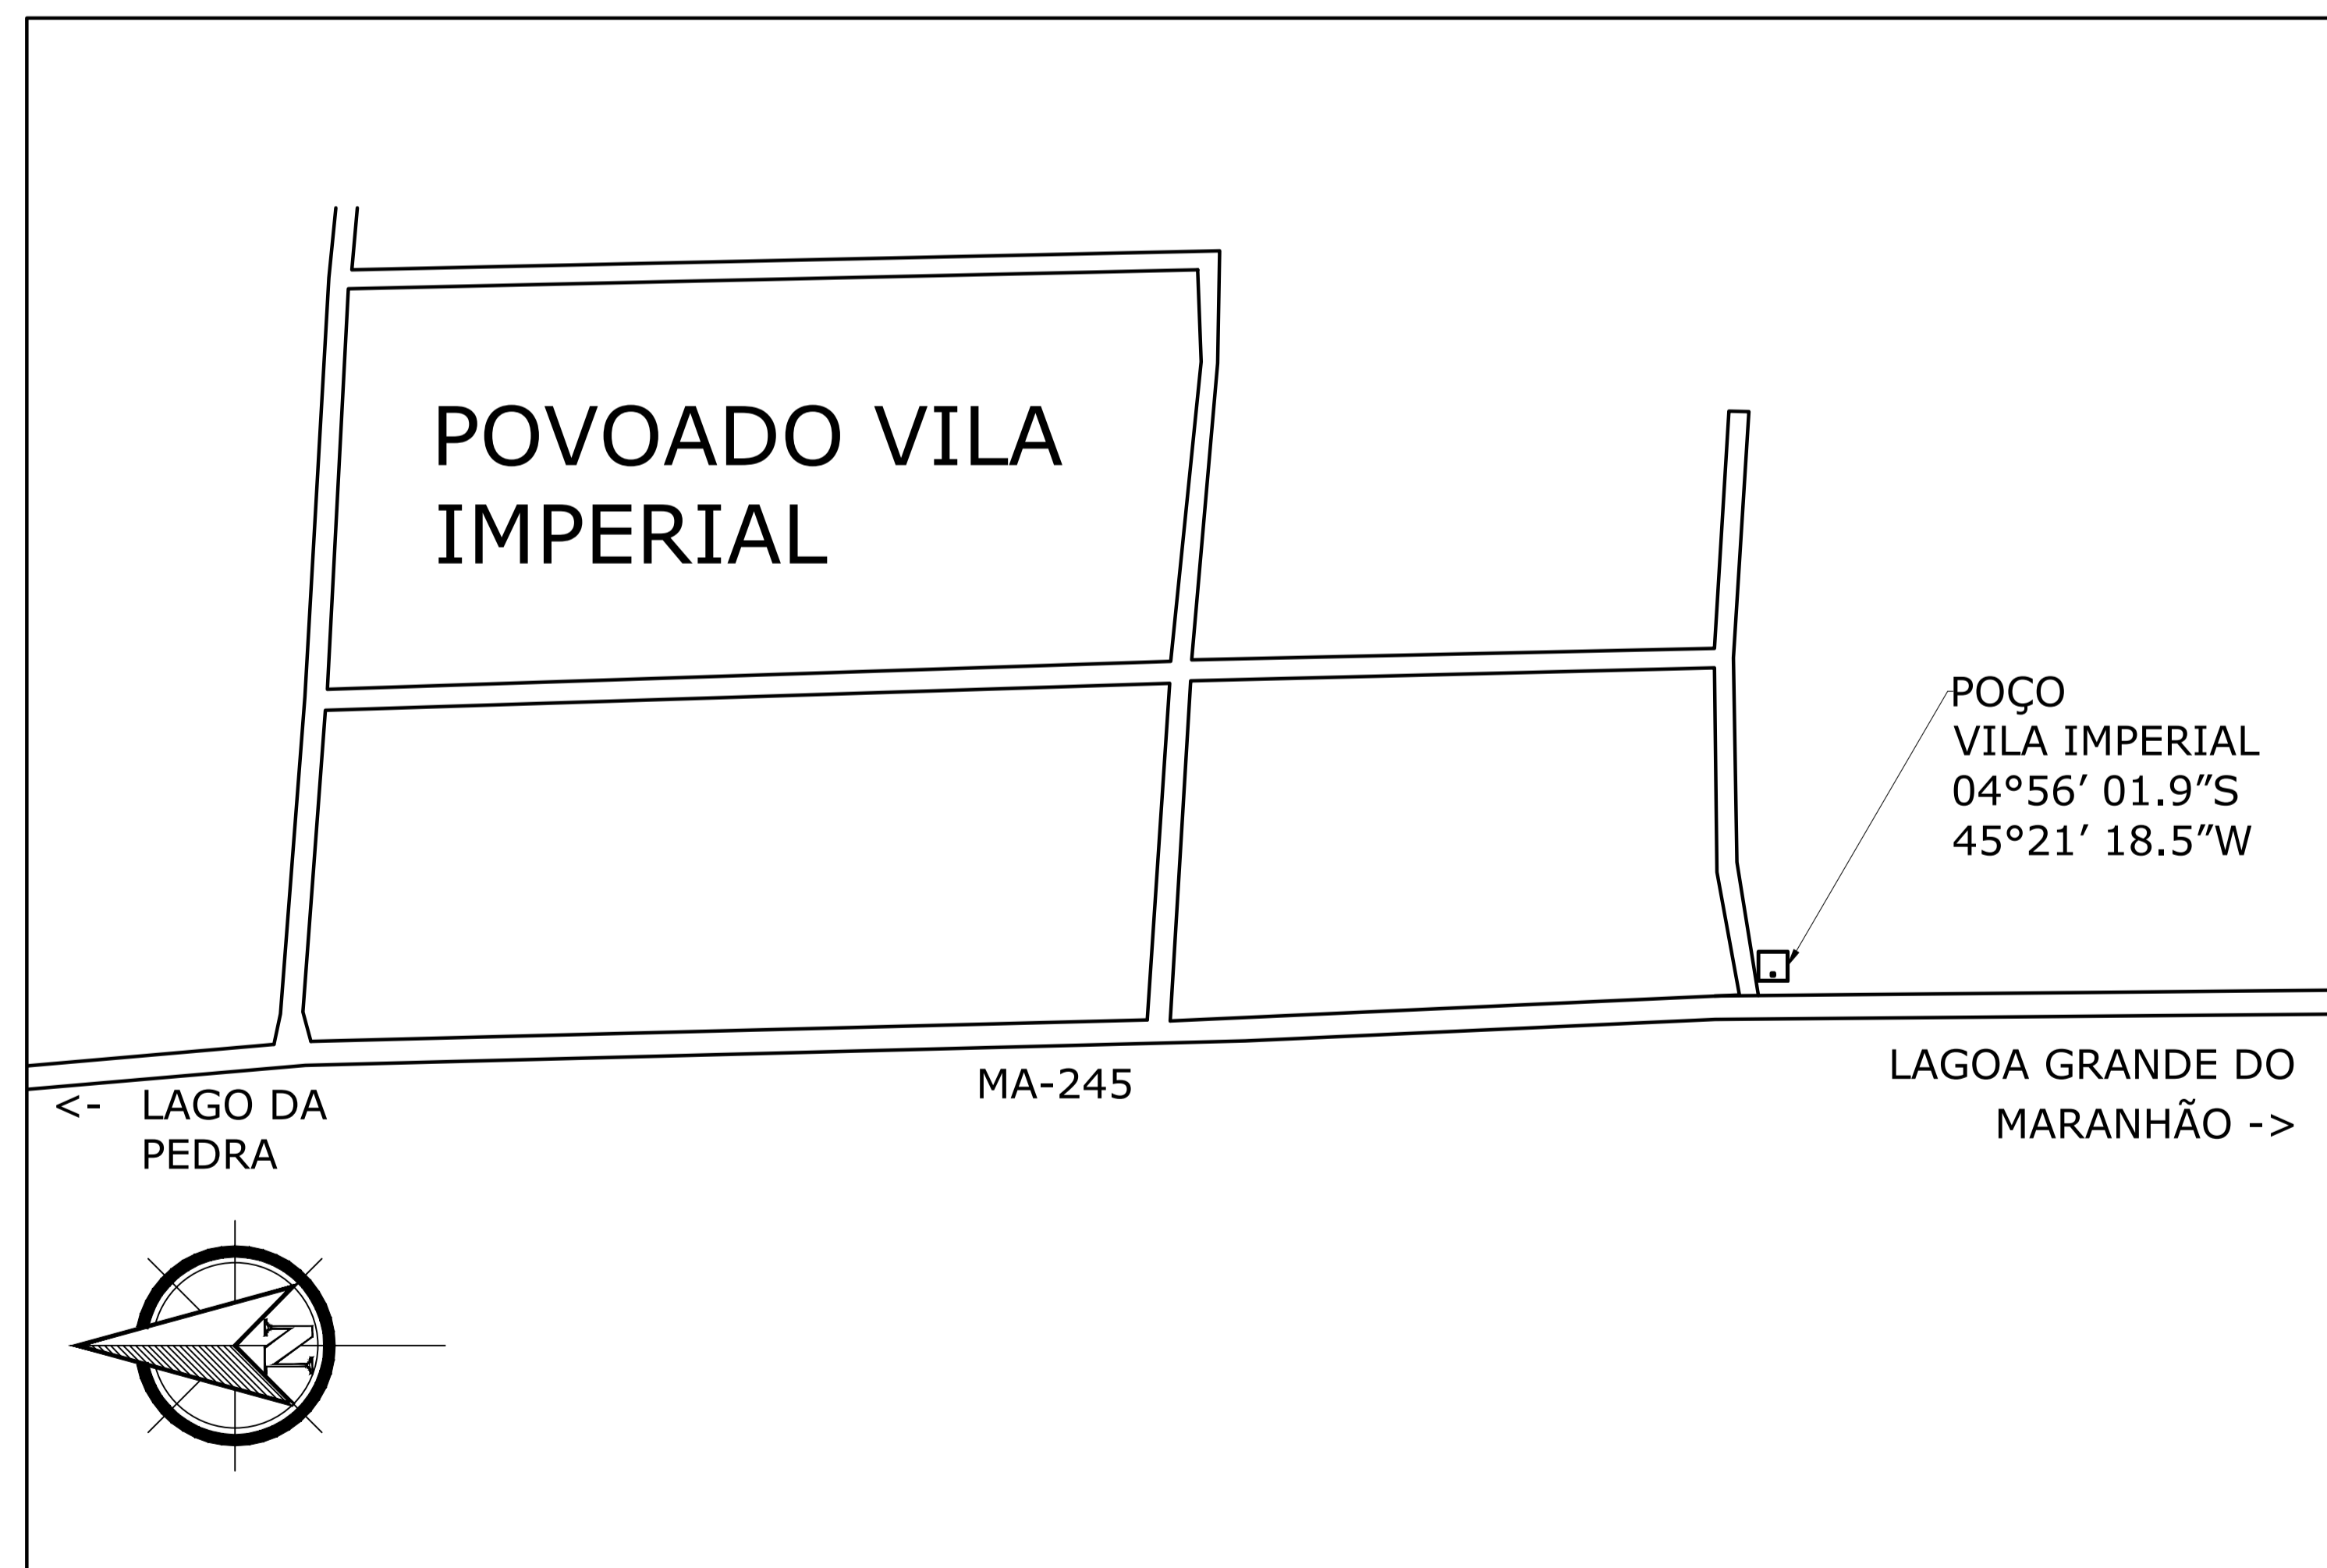 POVOADO VILA
IMPERIAL
POÇO
VILA IMPERIAL
04°56′ 01.9″S
45°21′ 18.5″W
MA-245
LAGOA GRANDE DO
MARANHÃO ->
<- LAGO DA
PEDRA
N